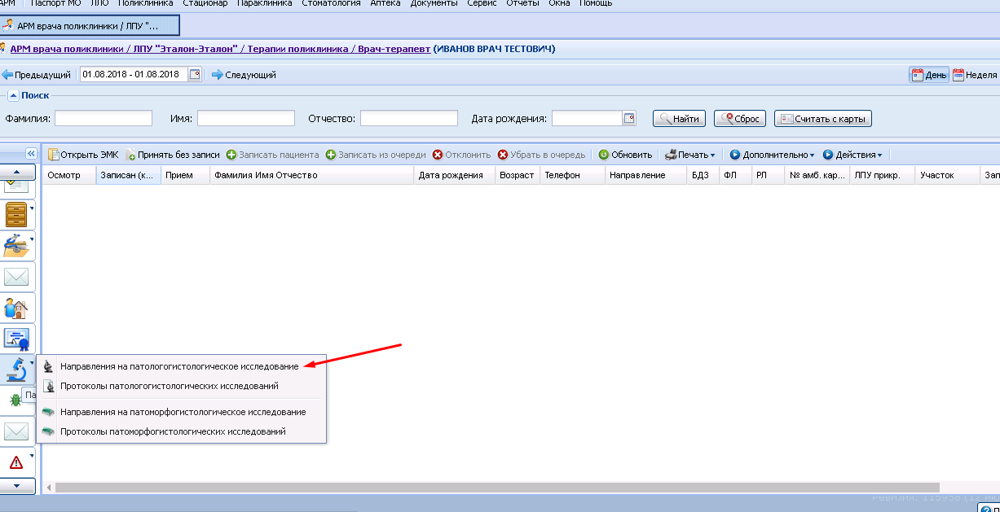 АРМ Паспорт МО ЛЛО Поликлиника Стационар Параклиника Стоматология Аптека Документы Сервис Отчеты Окна Помощь
АРМ врача поликлиники / ЛПУ "...
АРМ врача поликлиники / ЛПУ "Эталон-Эталон" / Терапии поликлиника / Врач-терапевт (ИВАНОВ ВРАЧ ТЕСТОВИЧ)
Предыдущий 01.08.2018 - 01.08.2018 Следующий День Неделя
Поиск
Фамилия: Имя: Отчество: Дата рождения: Найти Сброс Считать с карты
Открыть ЭМК Принять без записи Записать пациента Записать из очереди Отклонить Убрать в очередь Обновить Печать Дополнительно Действия
Осмотр Записан (к... Прием Фамилия Имя Отчество Дата рождения Возраст Телефон Направление БДЗ ФЛ РЛ № амб. кар... ЛПУ прикр. Участок Зап
Направления на патологогистологическое исследование
Протоколы патологогистологических исследований
Па
Направления на патоморфогистологическое исследование
Протоколы патоморфогистологических исследований